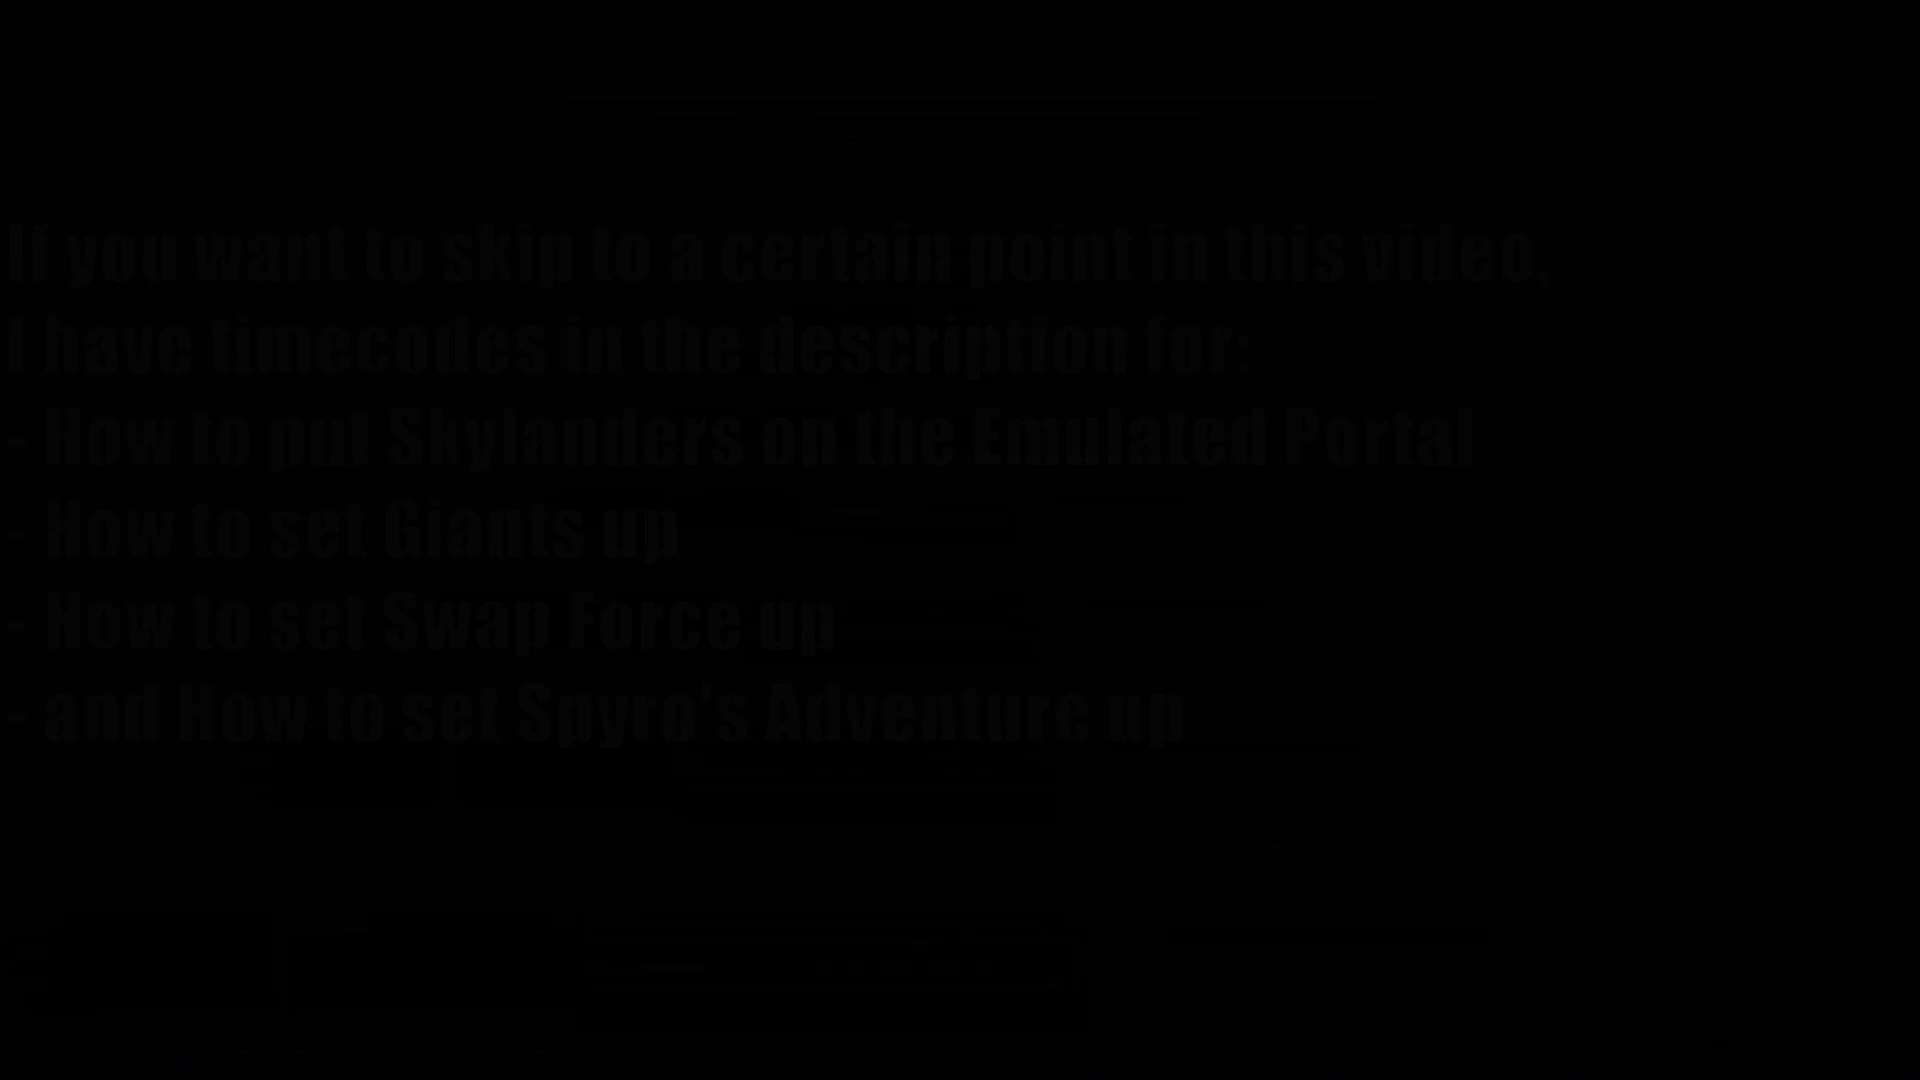 If you want to skip to a certain point in this video,
I have timecodes in the description for:
- How to put Skylanders on the Emulated Portal
- How to set Giants up
- How to set Swap Force up
- and How to set Spyro's Adventure up